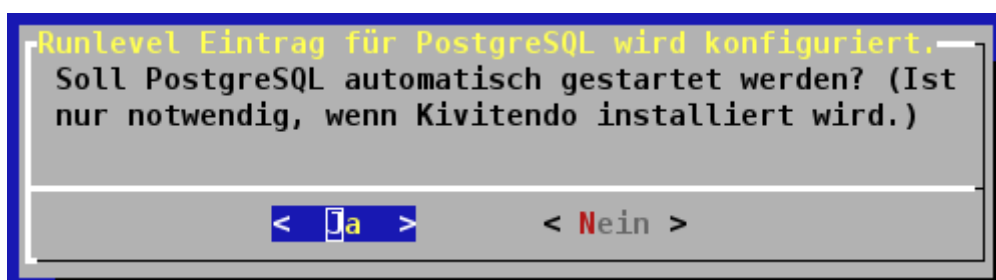 Runlevel Eintrag für PostgreSQL wird konfiguriert.
Soll PostgreSQL automatisch gestartet werden? (Ist
nur notwendig, wenn Kivitendo installiert wird.)
< Ja > < Nein >